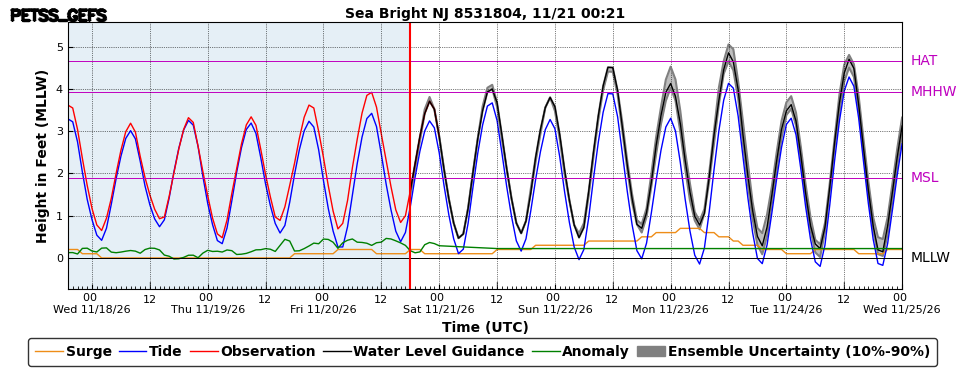 PETSS_GEFS
Sea Bright NJ 8531804, 11/21 00:21
Height in Feet (MLLW)
5
4
3
2
1
0
HAT
MHHW
MSL
MLLW
00 12 00 12 00 12 00 12 00 12 00 12 00 12 00
Wed 11/18/26 Thu 11/19/26 Fri 11/20/26 Sat 11/21/26 Sun 11/22/26 Mon 11/23/26 Tue 11/24/26 Wed 11/25/26
Time (UTC)
Surge Tide Observation Water Level Guidance Anomaly Ensemble Uncertainty (10%-90%)